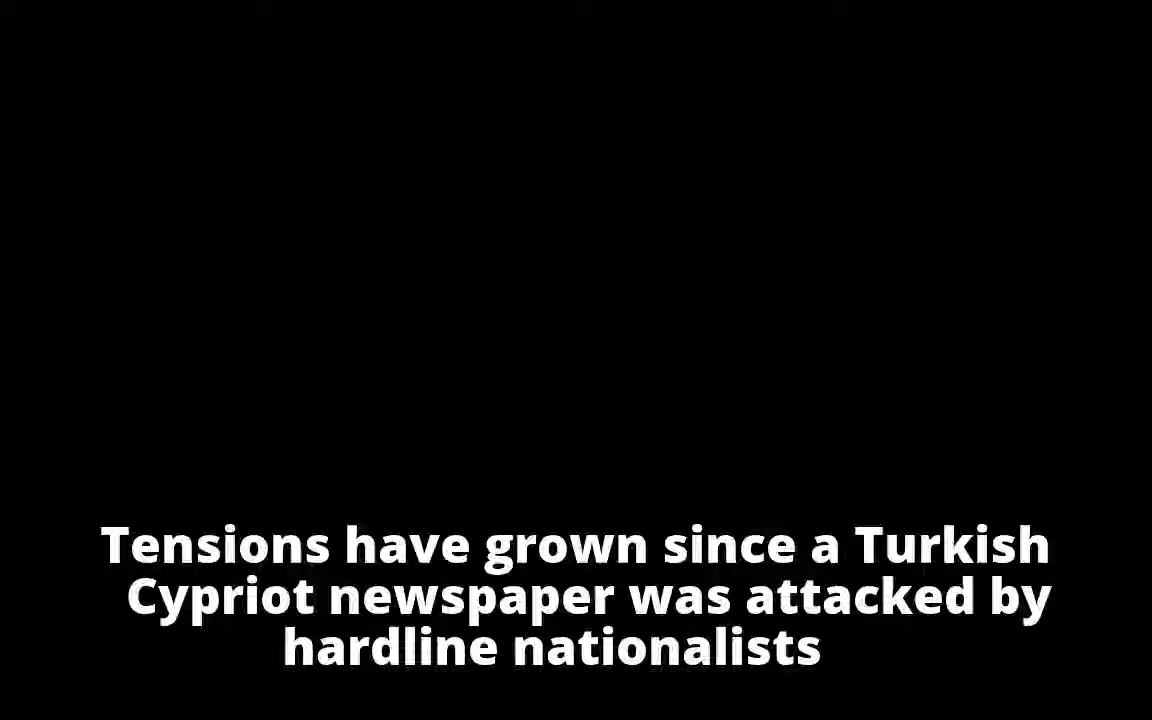 Tensions have grown since a Turkish
Cypriot newspaper was attacked by
hardline nationalists